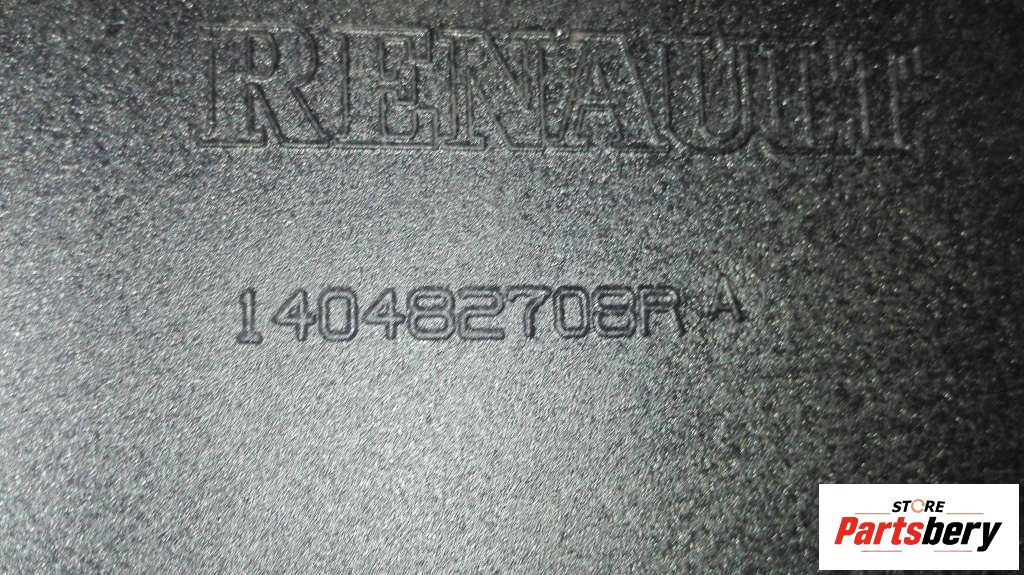 RENAULT
140482708R A
STORE
Partsbery